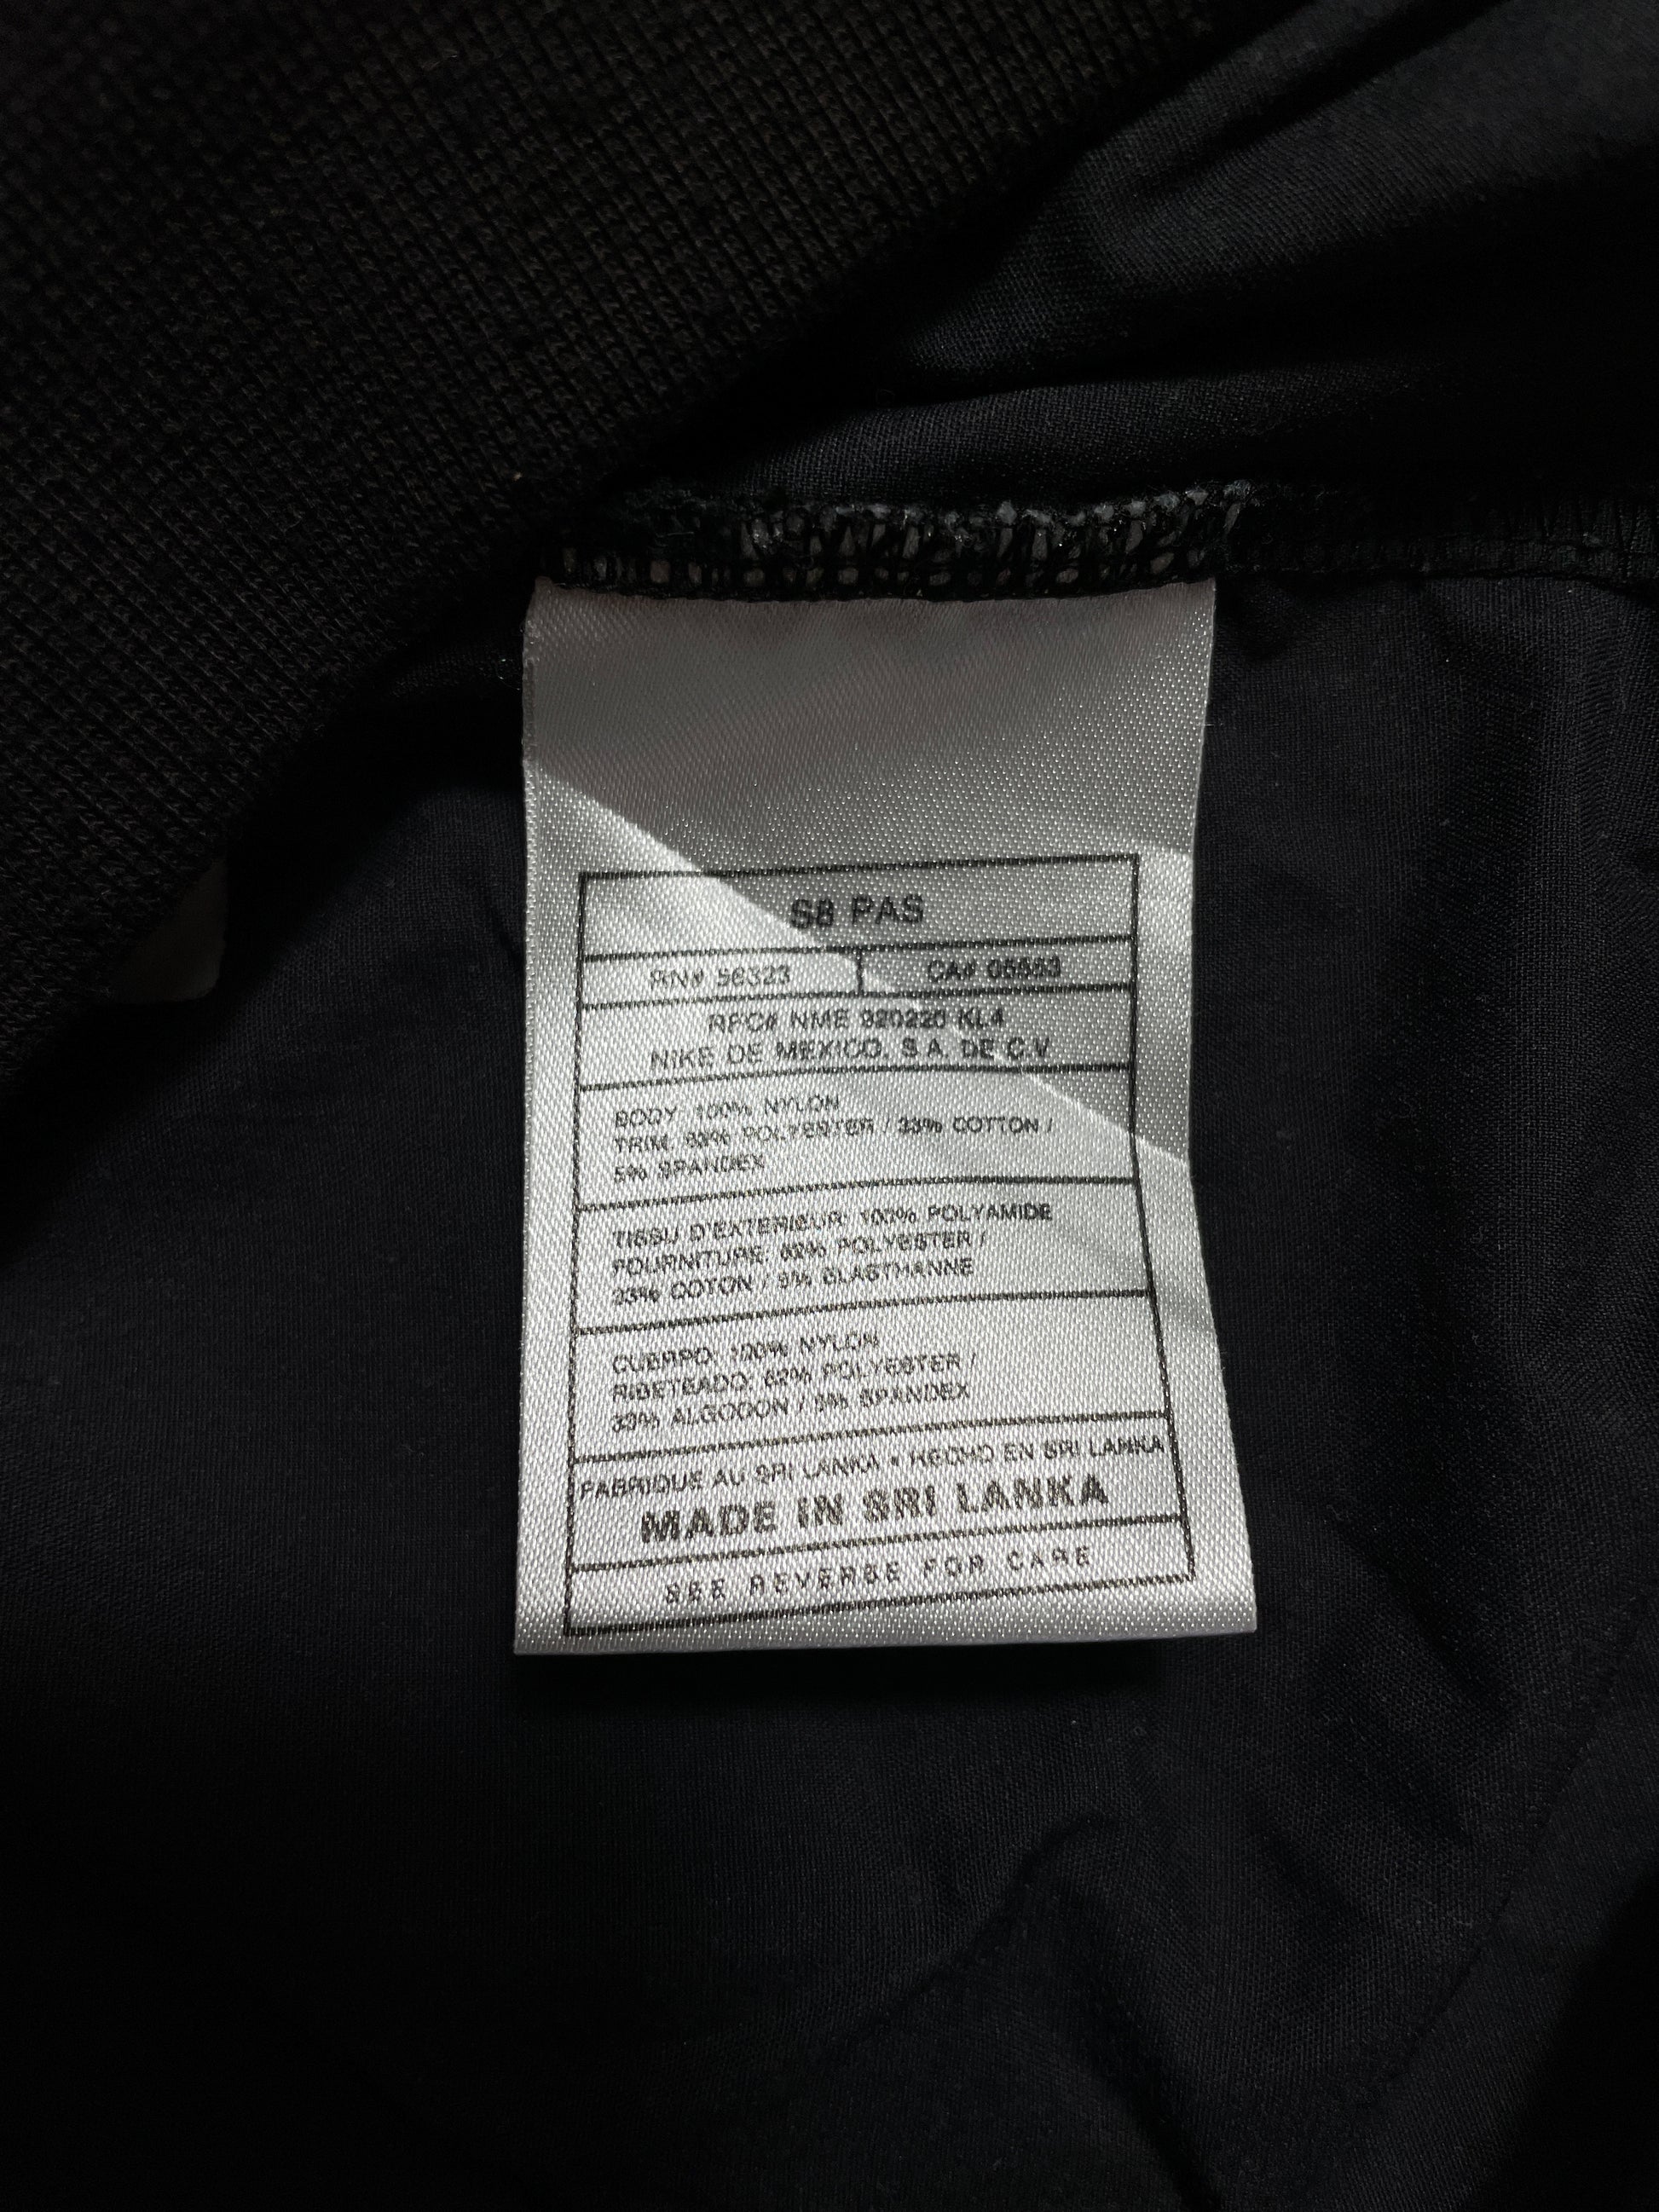 S8 PAS
RN# 56323 CA# 05553
RFC# NME 920220 KL4
NIKE DE MEXICO, S.A. DE C.V
BODY: 100% NYLON
TRIM: 62% POLYESTER / 33% COTTON /
5% SPANDEX
TISSU D'EXTERIEUR: 100% POLYAMIDE
FOURNITURE: 62% POLYESTER /
33% COTON / 5% ELASTHANNE
CUERPO: 100% NYLON
RIBETEADO: 62% POLYESTER /
33% ALGODON / 5% SPANDEX
FABRIQUE AU SRI LANKA • HECHO EN SRI LANKA
MADE IN SRI LANKA
SEE REVERSE FOR CARE